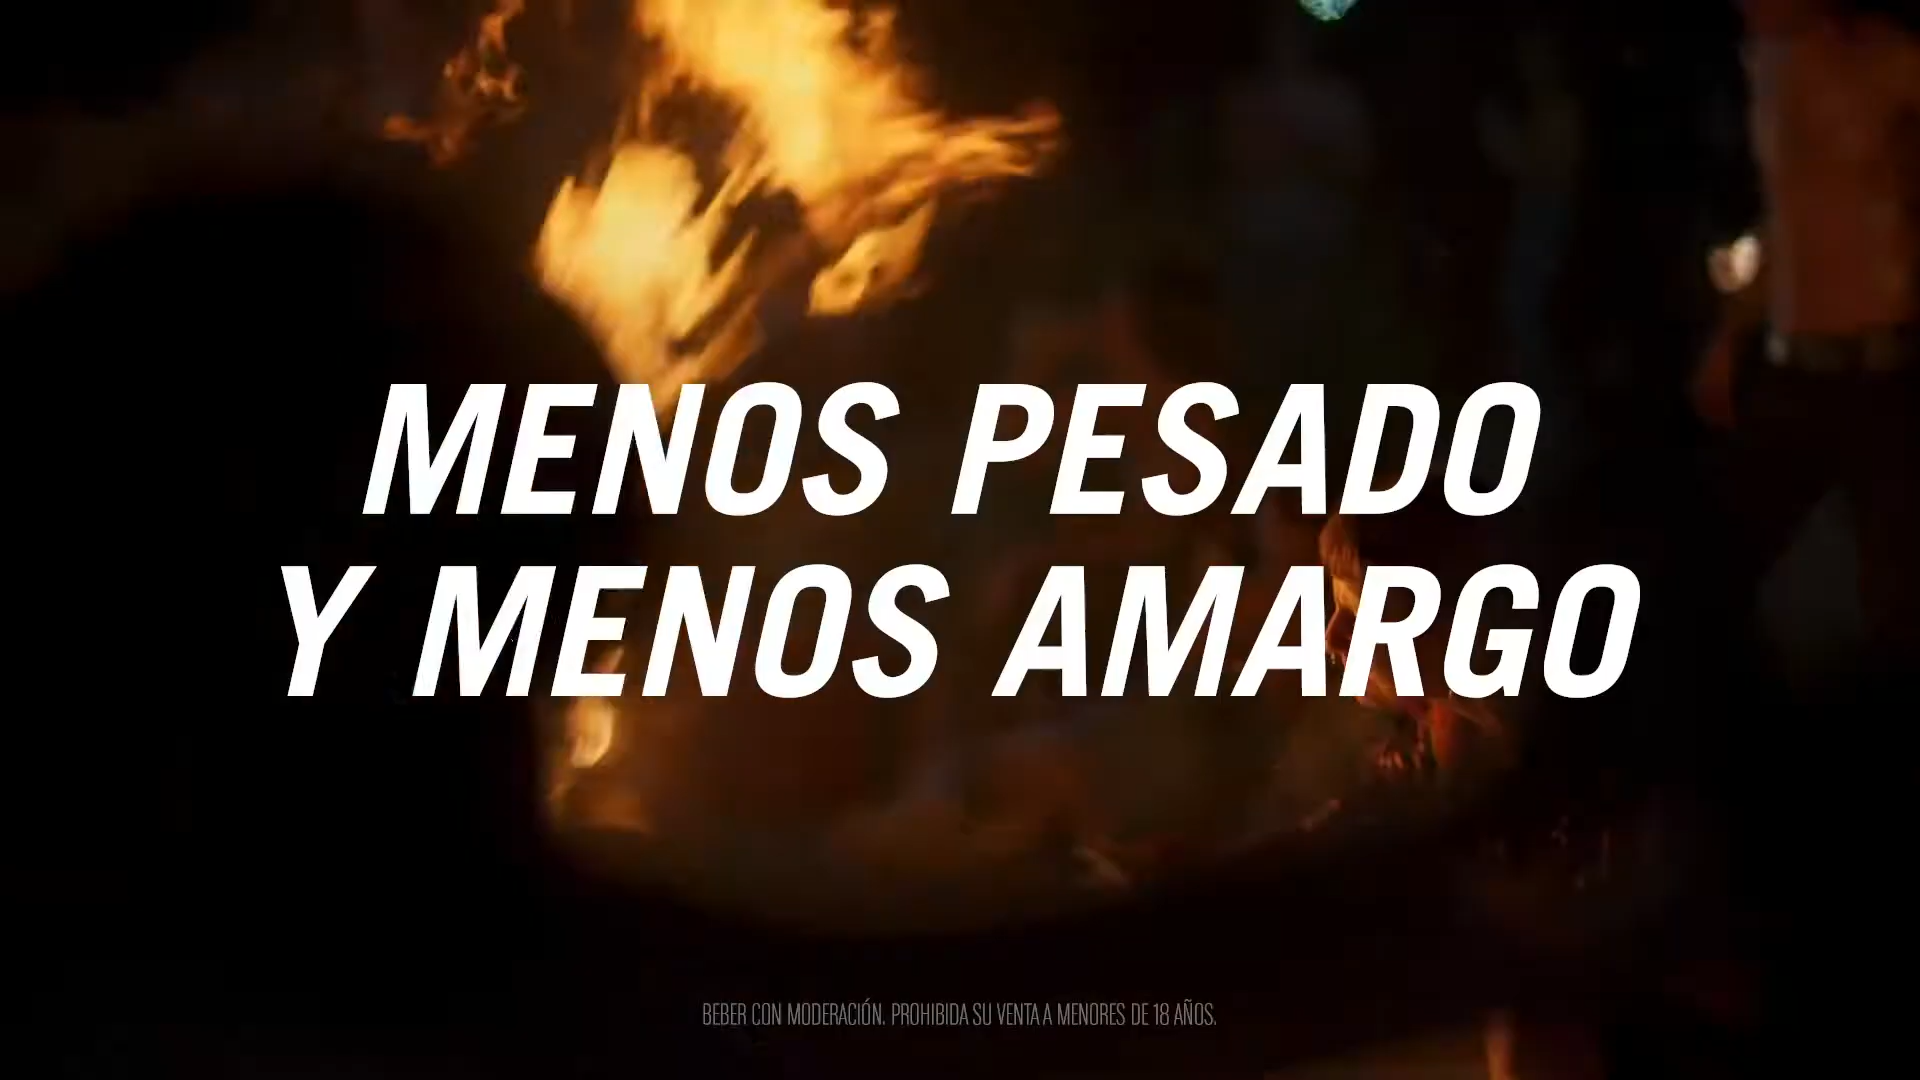 MENOS PESADO
Y MENOS AMARGO
BEBER CON MODERACIÓN. PROHIBIDA SU VENTA A MENORES DE 18 AÑOS.